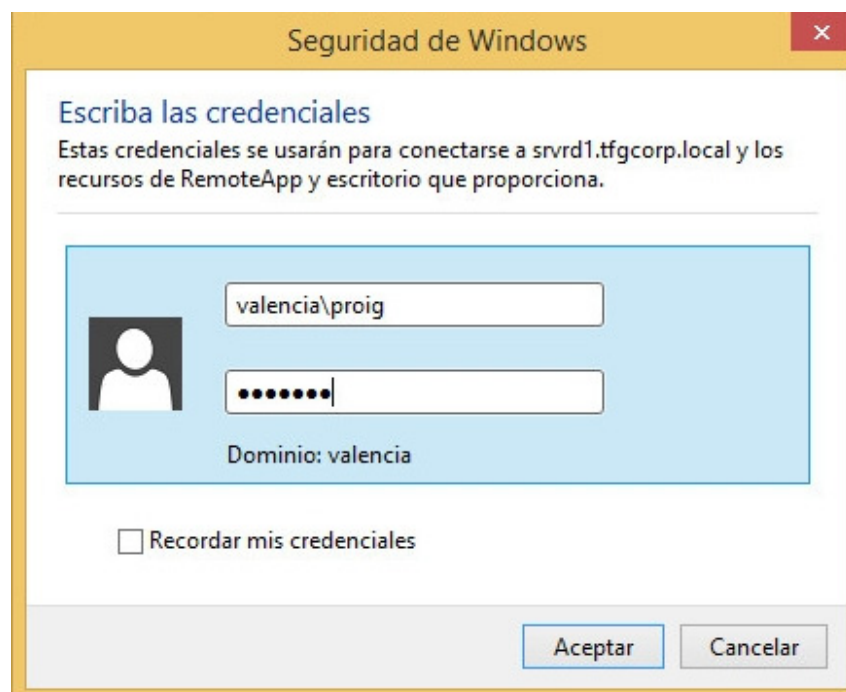 Seguridad de Windows
Escriba las credenciales
Estas credenciales se usarán para conectarse a srvrd1.tfgcorp.local y los
recursos de RemoteApp y escritorio que proporciona.
valencia\proig
•••••••
Dominio: valencia
Recordar mis credenciales
Aceptar
Cancelar